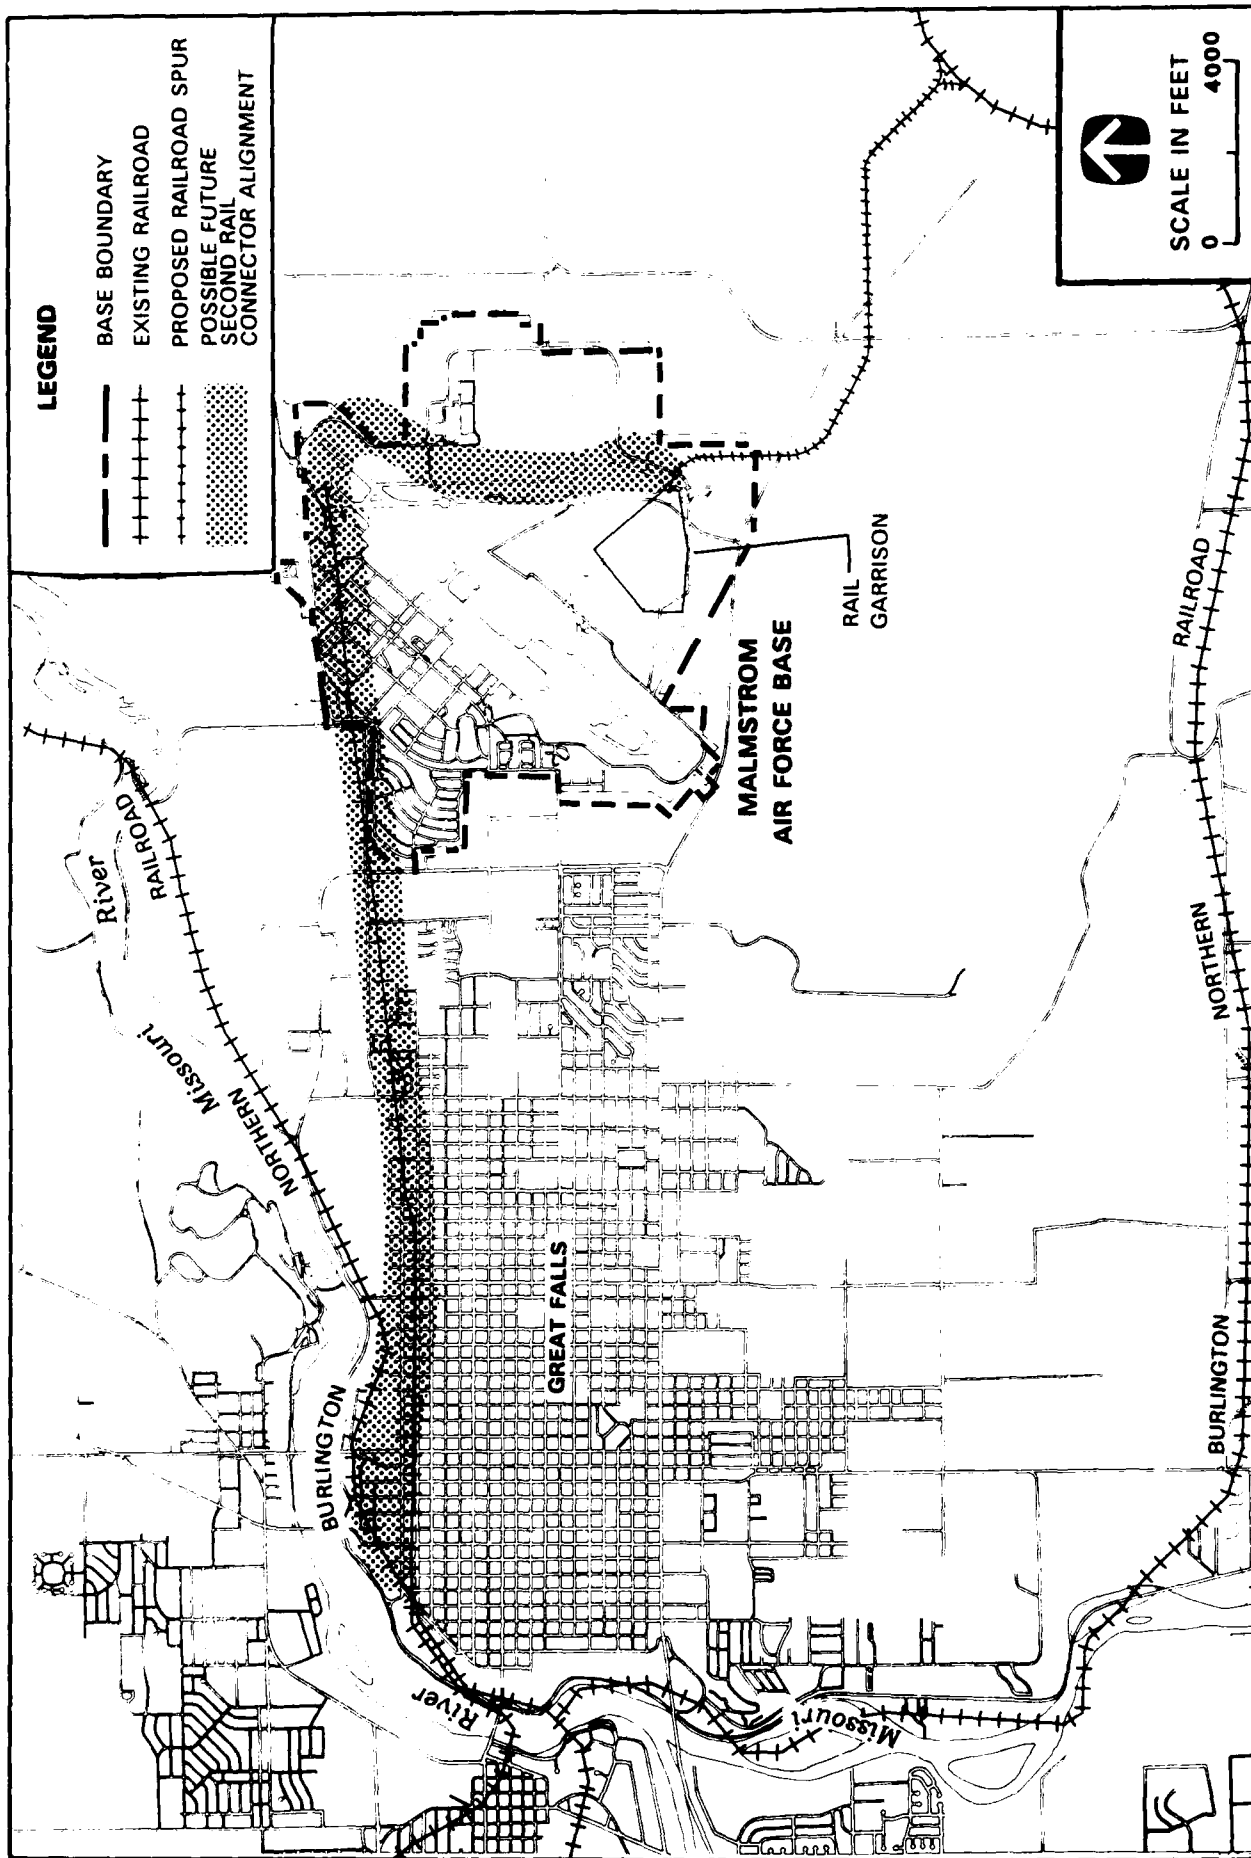 LEGEND
BASE BOUNDARY
EXISTING RAILROAD
PROPOSED RAILROAD SPUR
POSSIBLE FUTURE
SECOND RAIL
CONNECTOR ALIGNMENT
River
RAILROAD
Missouri
NORTHERN
BURLINGTON
River
GREAT FALLS
MALMSTROM
AIR FORCE BASE
RAIL
GARRISON
Missouri
BURLINGTON
NORTHERN
RAILROAD
SCALE IN FEET
0 4000